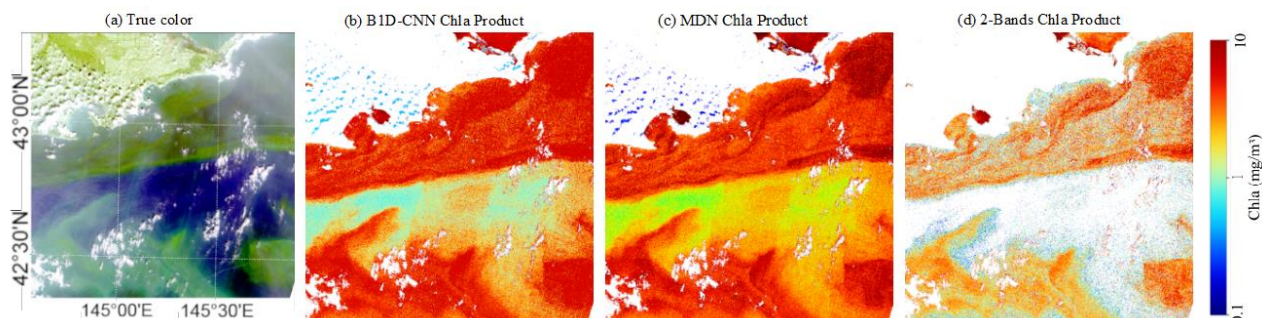 (a) True color
(b) B1D-CNN Chla Product
(c) MDN Chla Product
(d) 2-Bands Chla Product
43°00'N
42°30'N
145°00'E
145°30'E
10
1
0.1
Chla (mg/m³)